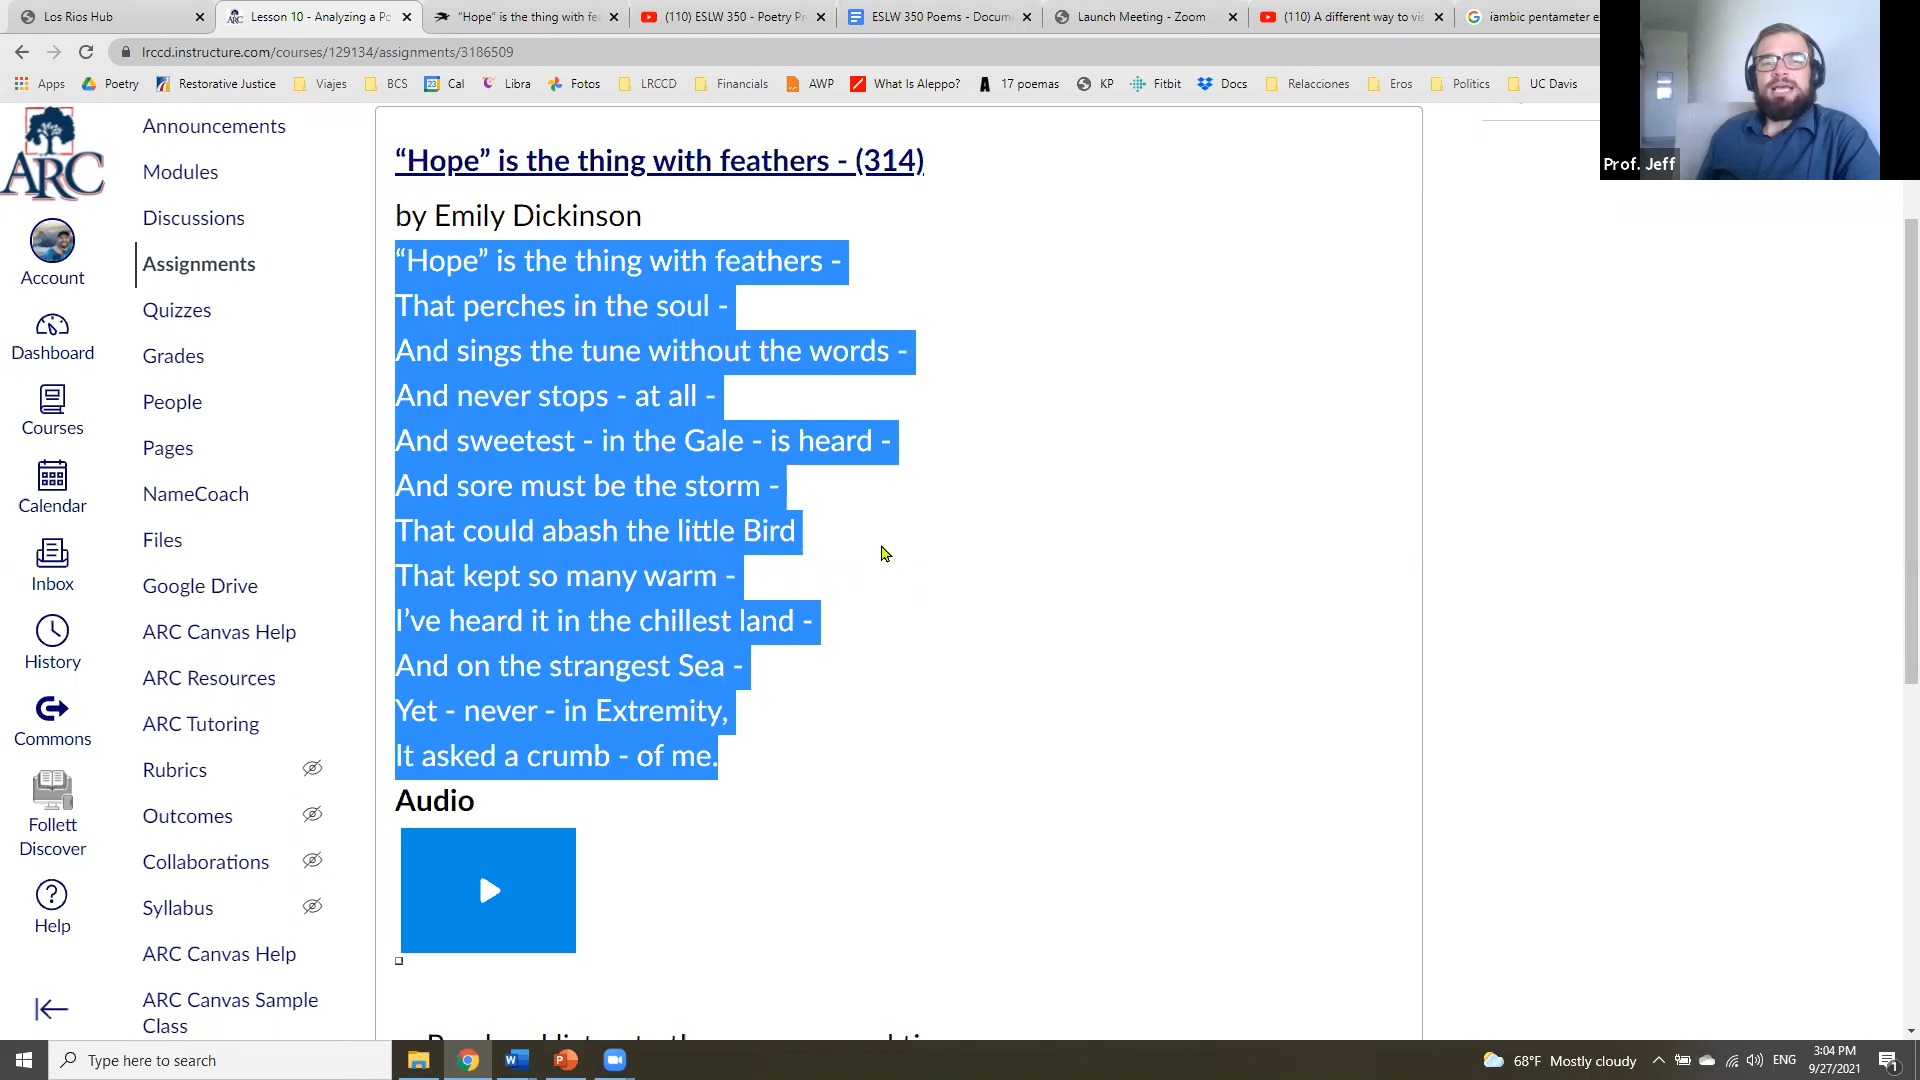 Los Rios Hub
Lesson 10 - Analyzing a Po
"Hope" is the thing with fe
(110) ESLW 350 - Poetry Pr
ESLW 350 Poems - Docum
Launch Meeting - Zoom
(110) A different way to vis
iambic pentameter e
lrccd.instructure.com/courses/129134/assignments/3186509
Apps
Poetry
Restorative Justice
Viajes
BCS
23
Cal
Libra
Fotos
LRCCD
Financials
AWP
What Is Aleppo?
17 poemas
KP
Fitbit
Docs
Relacciones
Eros
Politics
UC Davis
Prof. Jeff
ARC
Account
Dashboard
Courses
Calendar
Inbox
History
Commons
Follett
Discover
Help
Announcements
Modules
Discussions
Assignments
Quizzes
Grades
People
Pages
NameCoach
Files
Google Drive
ARC Canvas Help
ARC Resources
ARC Tutoring
Rubrics
Outcomes
Collaborations
Syllabus
ARC Canvas Help
ARC Canvas Sample
Class
“Hope” is the thing with feathers - (314)
by Emily Dickinson
“Hope” is the thing with feathers -
That perches in the soul -
And sings the tune without the words -
And never stops - at all -
And sweetest - in the Gale - is heard -
And sore must be the storm -
That could abash the little Bird
That kept so many warm -
I’ve heard it in the chillest land -
And on the strangest Sea -
Yet - never - in Extremity,
It asked a crumb - of me.
Audio
Type here to search
68°F Mostly cloudy
ENG
3:04 PM
9/27/2021
1